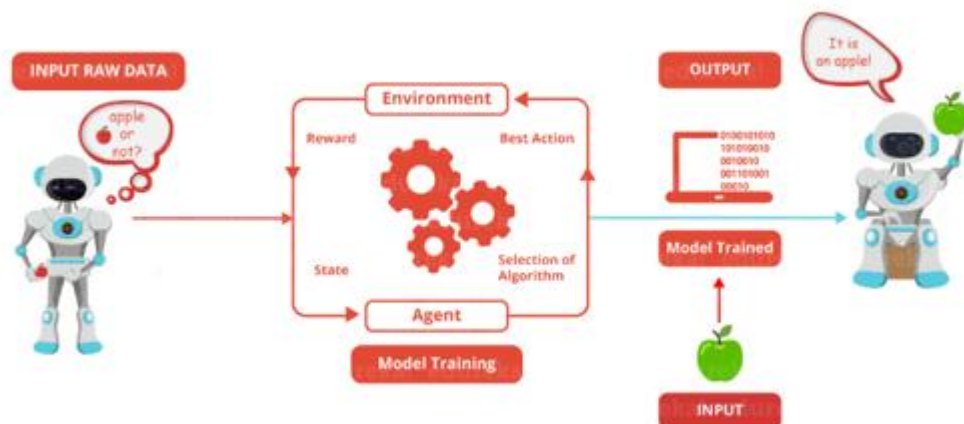 INPUT RAW DATA
apple
or
not?
Environment
Reward
Best Action
State
Selection of
Algorithm
Agent
Model Training
OUTPUT
0100101010
101010010
0010010
001101001
00010
Model Trained
INPUT
It is
an apple!